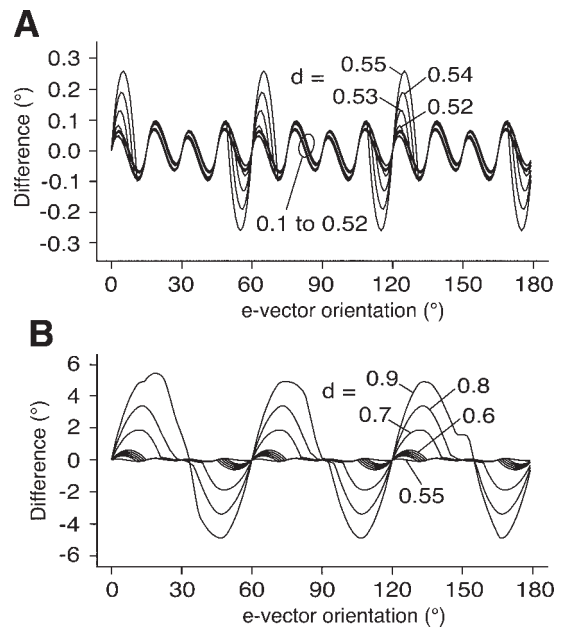 A
0.3
0.2
0.1
0.0
-0.1
-0.2
-0.3
Difference (°)
d =
0.55
0.54
0.53
0.52
0.1 to 0.52
0 30 60 90 120 150 180
e-vector orientation (°)
B
6
4
2
0
-2
-4
-6
Difference (°)
d =
0.9
0.8
0.7
0.6
0.55
0 30 60 90 120 150 180
e-vector orientation (°)